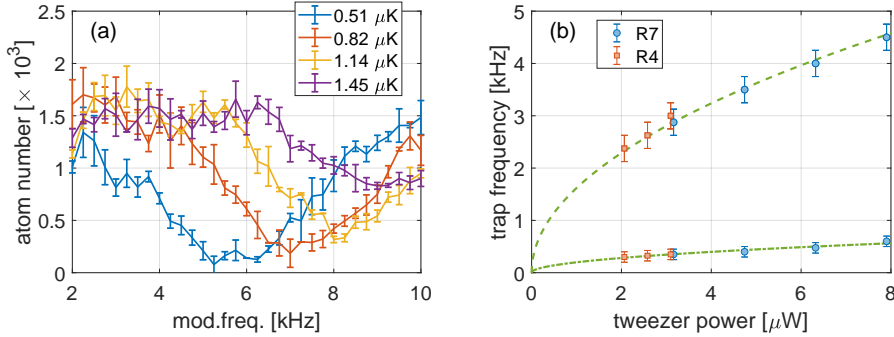 (a)
0.51 μK
0.82 μK
1.14 μK
1.45 μK
atom number [× 10³]
2.5
2
1.5
1
0.5
0
2 4 6 8 10
mod.freq. [kHz]
(b)
R7
R4
trap frequency [kHz]
5
4
3
2
1
0
0 2 4 6 8
tweezer power [μW]